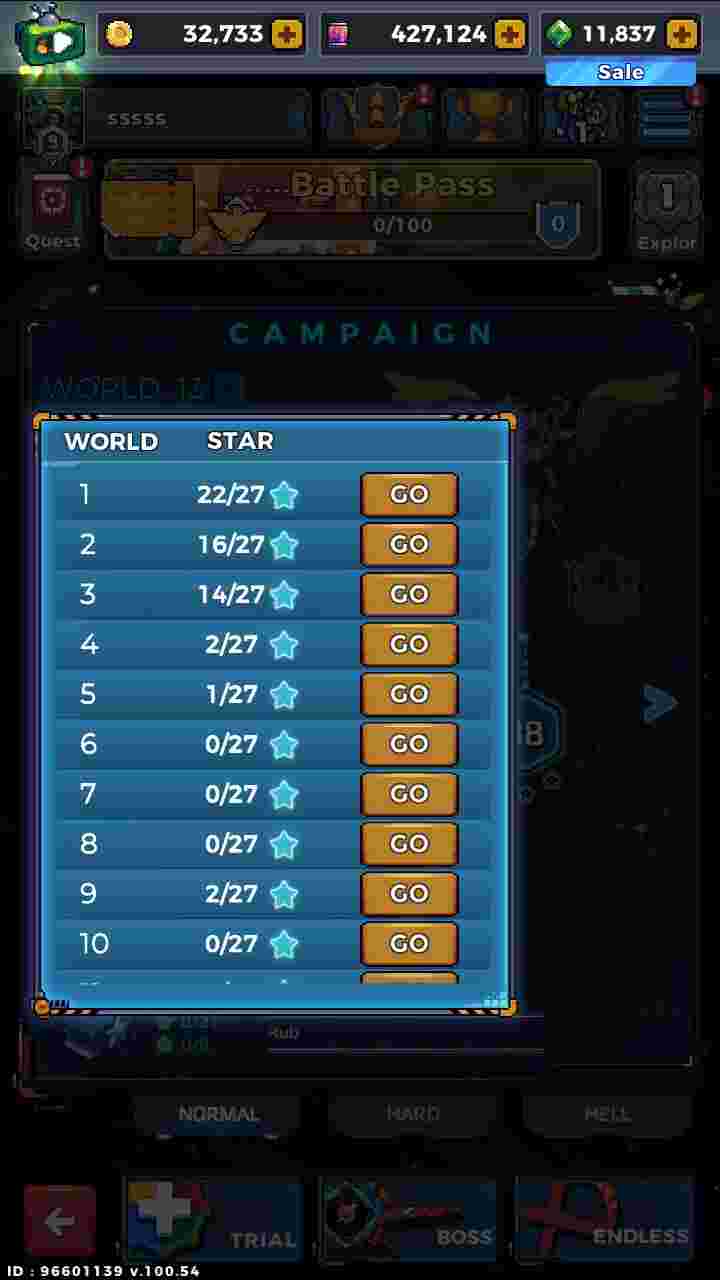 32,733
427,124
11,837
Sale
9
sssss
1
Battle Pass
0/100
0
Quest
1
Explor
CAMPAIGN
WORLD 13
WORLD STAR
1 22/27 GO
2 16/27 GO
3 14/27 GO
4 2/27 GO
5 1/27 GO
6 0/27 GO
7 0/27 GO
8 0/27 GO
9 2/27 GO
10 0/27 GO
NORMAL HARD HELL
TRIAL BOSS ENDLESS
ID : 96601139 v.100.54